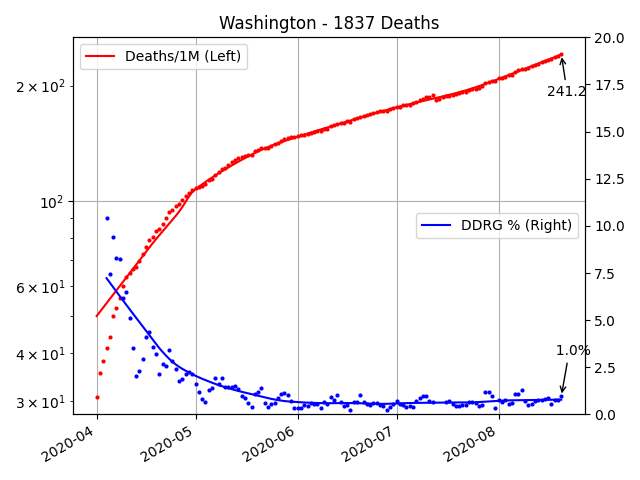 Washington - 1837 Deaths
Deaths/1M (Left)
DDRG % (Right)
241.2
1.0%
2 × 10²
10²
6 × 10¹
4 × 10¹
3 × 10¹
20.0
17.5
15.0
12.5
10.0
7.5
5.0
2.5
0.0
2020-04
2020-05
2020-06
2020-07
2020-08